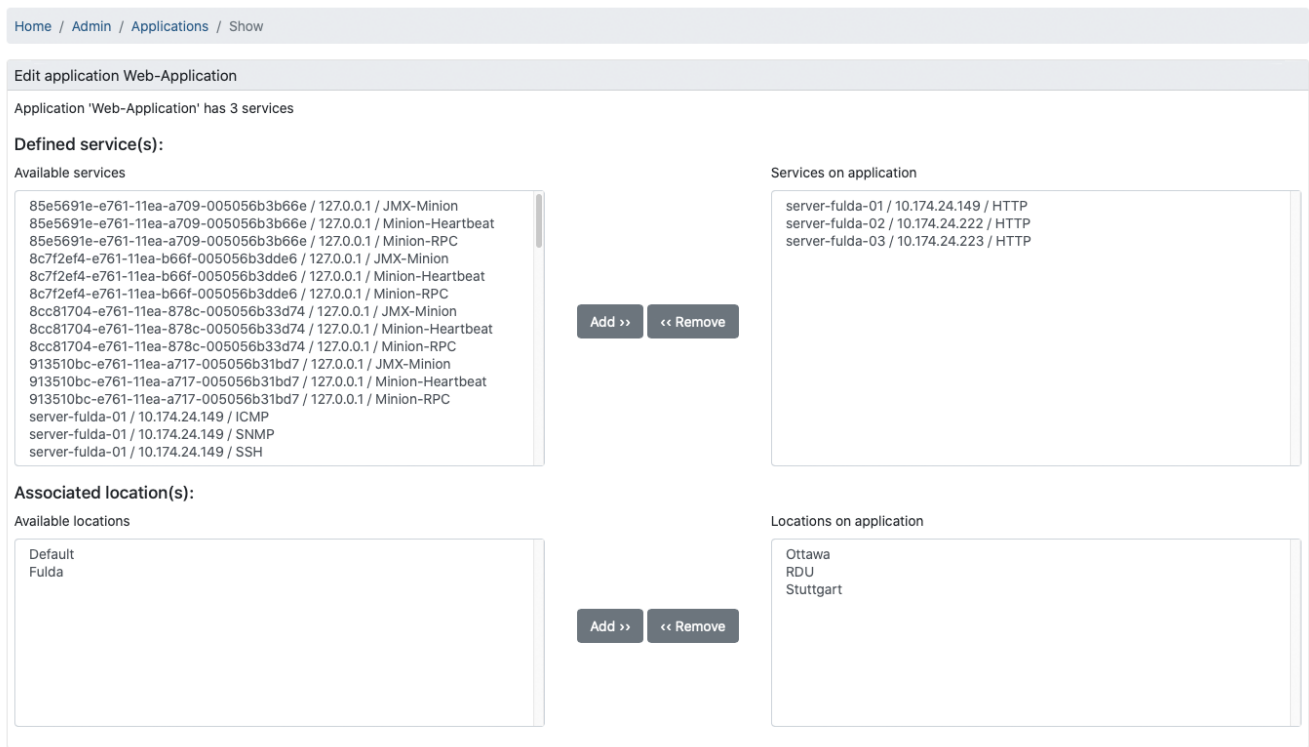 Home / Admin / Applications / Show
Edit application Web-Application
Application 'Web-Application' has 3 services
Defined service(s):
Available services
85e5691e-e761-11ea-a709-005056b3b66e / 127.0.0.1 / JMX-Minion
85e5691e-e761-11ea-a709-005056b3b66e / 127.0.0.1 / Minion-Heartbeat
85e5691e-e761-11ea-a709-005056b3b66e / 127.0.0.1 / Minion-RPC
8c7f2ef4-e761-11ea-b66f-005056b3dde6 / 127.0.0.1 / JMX-Minion
8c7f2ef4-e761-11ea-b66f-005056b3dde6 / 127.0.0.1 / Minion-Heartbeat
8c7f2ef4-e761-11ea-b66f-005056b3dde6 / 127.0.0.1 / Minion-RPC
8cc81704-e761-11ea-878c-005056b33d74 / 127.0.0.1 / JMX-Minion
8cc81704-e761-11ea-878c-005056b33d74 / 127.0.0.1 / Minion-Heartbeat
8cc81704-e761-11ea-878c-005056b33d74 / 127.0.0.1 / Minion-RPC
913510bc-e761-11ea-a717-005056b31bd7 / 127.0.0.1 / JMX-Minion
913510bc-e761-11ea-a717-005056b31bd7 / 127.0.0.1 / Minion-Heartbeat
913510bc-e761-11ea-a717-005056b31bd7 / 127.0.0.1 / Minion-RPC
server-fulda-01 / 10.174.24.149 / ICMP
server-fulda-01 / 10.174.24.149 / SNMP
server-fulda-01 / 10.174.24.149 / SSH
Add ›› ‹‹ Remove
Services on application
server-fulda-01 / 10.174.24.149 / HTTP
server-fulda-02 / 10.174.24.222 / HTTP
server-fulda-03 / 10.174.24.223 / HTTP
Associated location(s):
Available locations
Default
Fulda
Add ›› ‹‹ Remove
Locations on application
Ottawa
RDU
Stuttgart